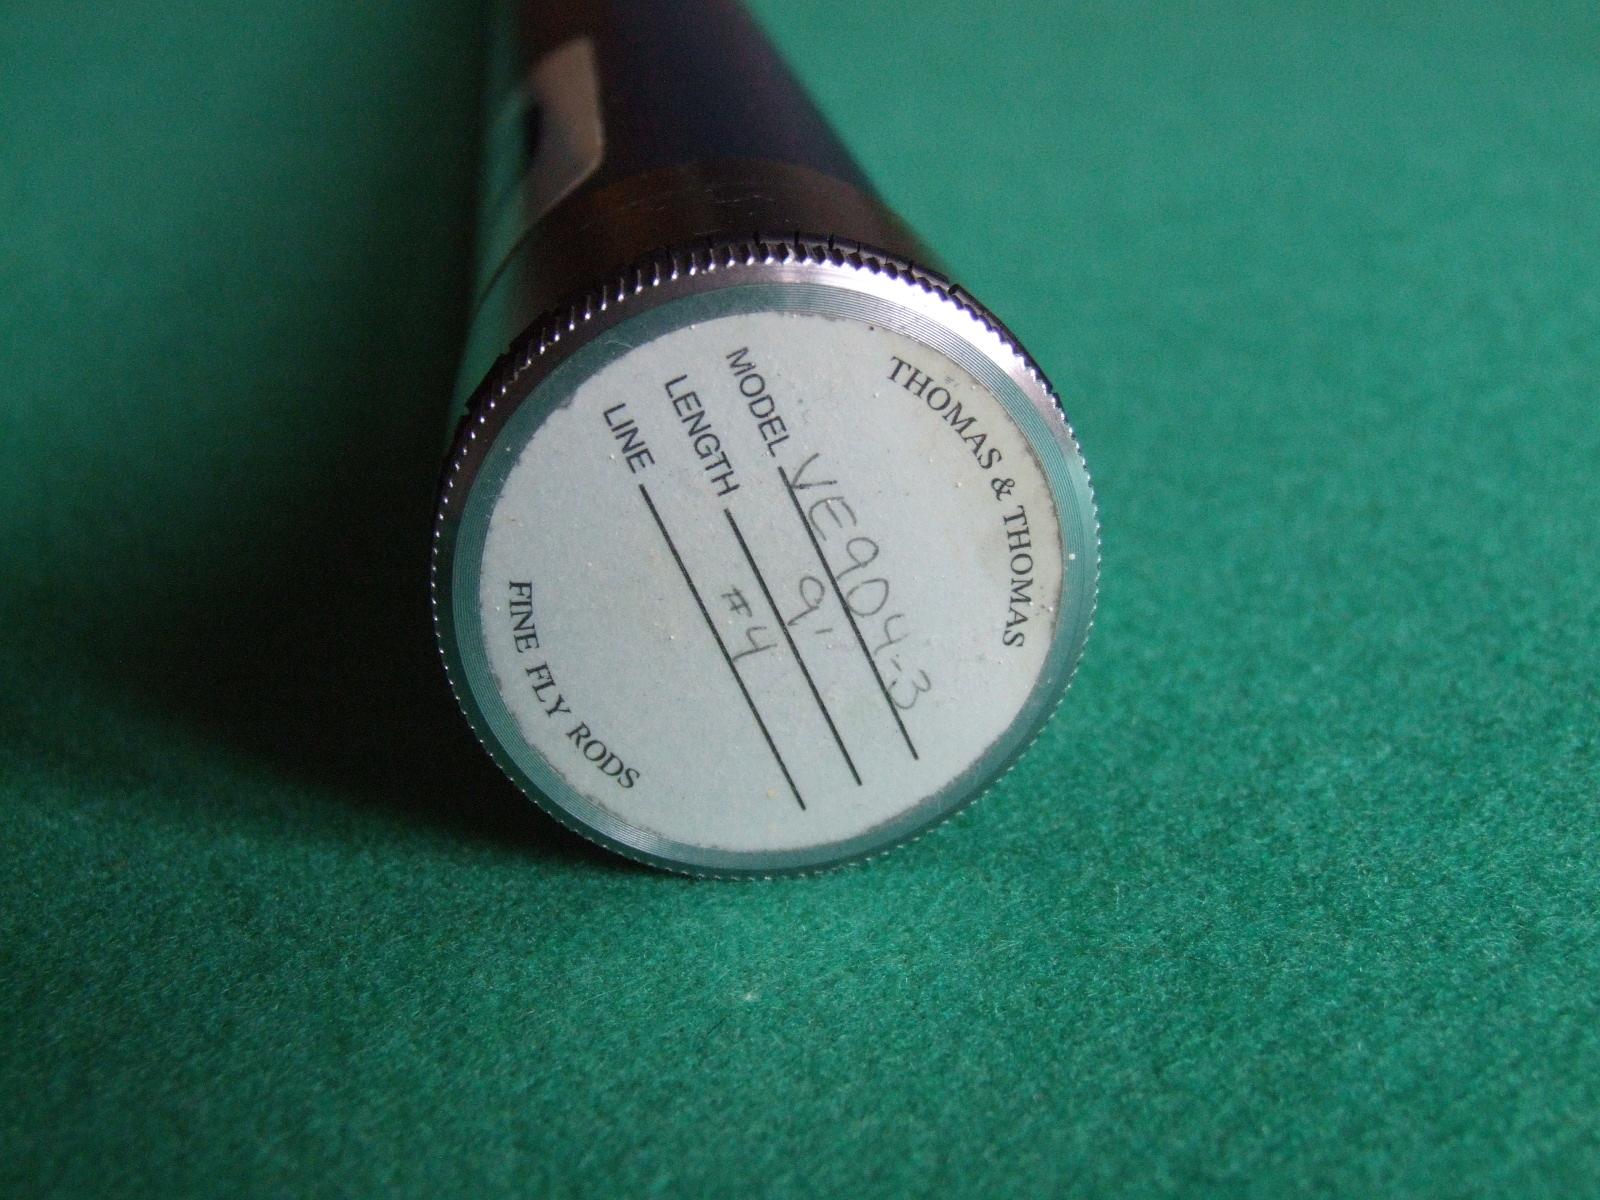 THOMAS & THOMAS
MODEL VE904-3
LENGTH 9'
LINE #4
FINE FLY RODS